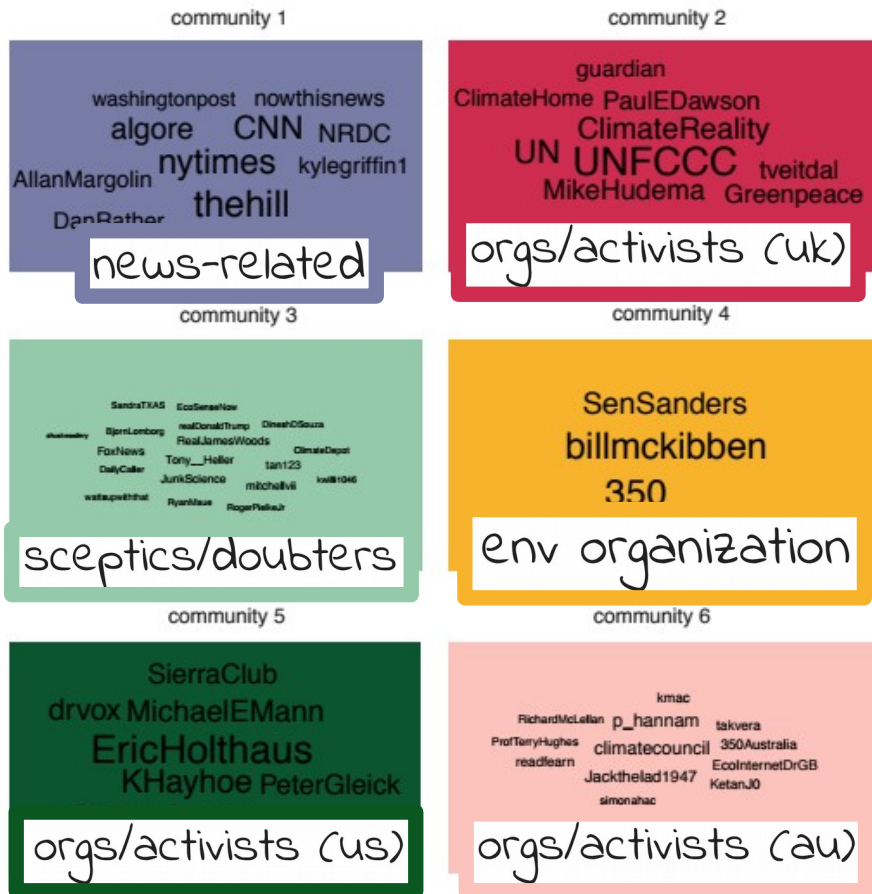 community 1
washingtonpost nowthisnews
algore CNN NRDC
nytimes kylegriffin1
AllanMargolin
thehill
DanRather
news-related
community 2
guardian
ClimateHome PaulEDawson
ClimateReality
UN UNFCCC tveitdal
MikeHudema Greenpeace
orgs/activists (uk)
community 3
SandraTXAS EcoSenseNow
BjornLomborg realDonaldTrump DineshDSouza
RealJamesWoods
FoxNews Tony__Heller ClimateDepot
DailyCaller tan123
JunkScience mitchellvii
wattsupwiththat RyanMaue RogerPielkeJr
sceptics/doubters
community 4
SenSanders
billmckibben
350
env organization
community 5
SierraClub
drvox MichaelEMann
EricHolthaus
KHayhoe PeterGleick
orgs/activists (us)
community 6
kmac
RichardMcLellan p_hannam takvera
ProfTerryHughes climatecouncil 350Australia
readfearn EcoInternetDrGB
Jackthelad1947 KetanJ0
simonahac
orgs/activists (au)